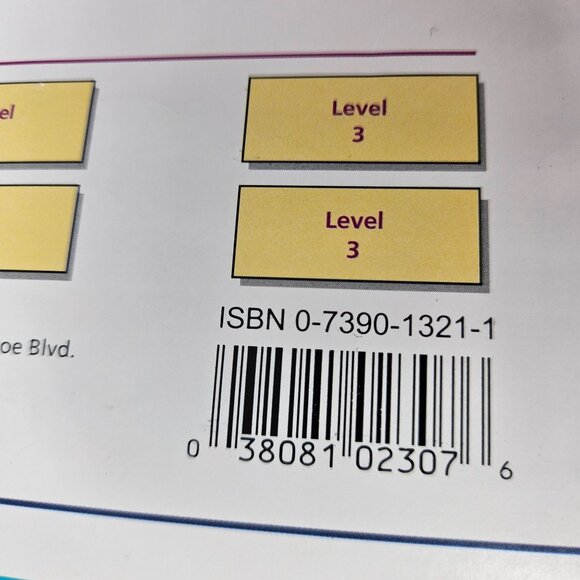 el
Level
3
Level
3
ISBN 0-7390-1321-1
oe Blvd.
0 38081 02307 6